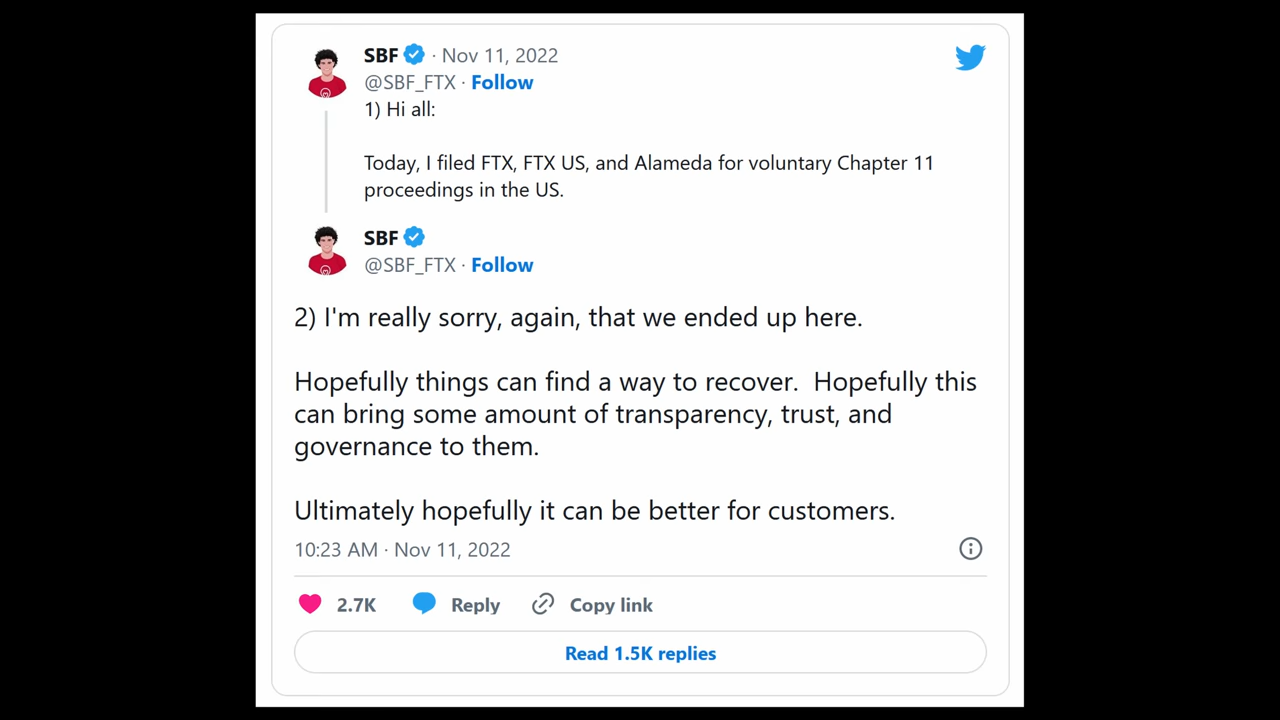 SBF · Nov 11, 2022
@SBF_FTX · Follow
1) Hi all:
Today, I filed FTX, FTX US, and Alameda for voluntary Chapter 11
proceedings in the US.
SBF
@SBF_FTX · Follow
2) I'm really sorry, again, that we ended up here.
Hopefully things can find a way to recover.  Hopefully this
can bring some amount of transparency, trust, and
governance to them.
Ultimately hopefully it can be better for customers.
10:23 AM · Nov 11, 2022
2.7K Reply Copy link
Read 1.5K replies